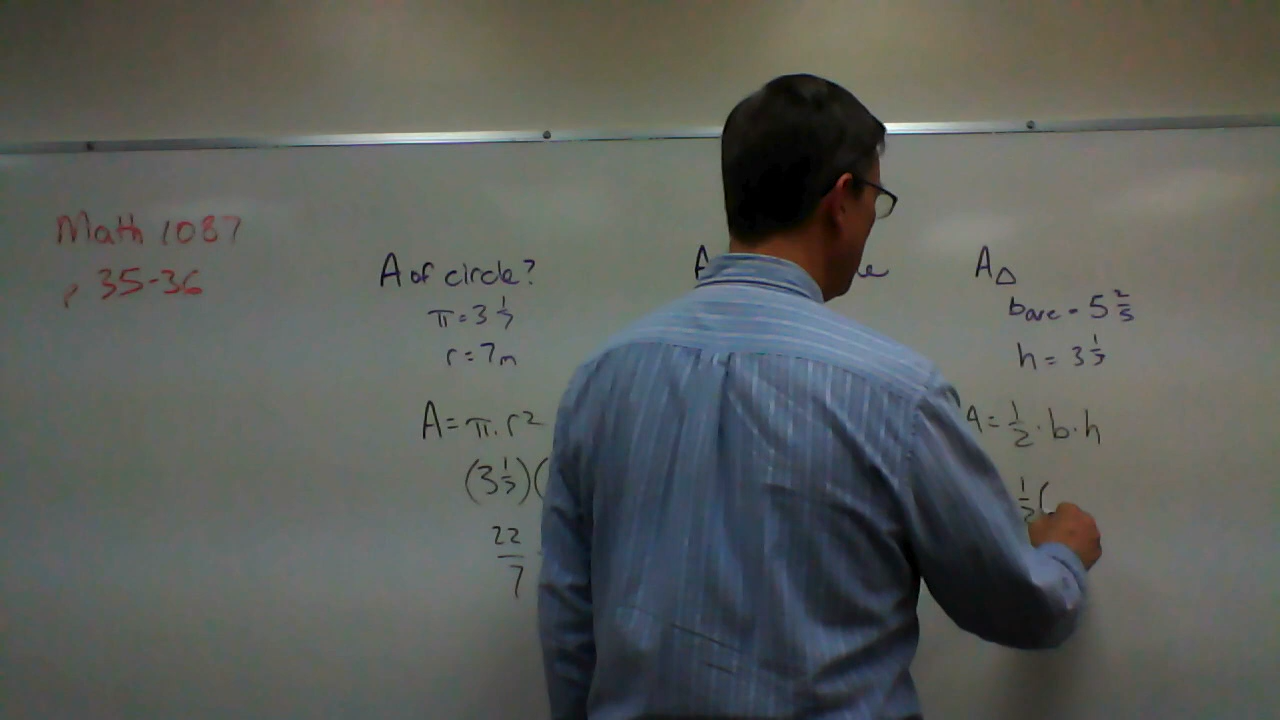 Math 1087
p 35-36
A of circle?
π = 3 1/7
r = 7m
A = π · r²
(3 1/7)(
22/7
A
le
A△
base = 5 2/5
h = 3 1/3
A = 1/2 · b · h
1/2 (